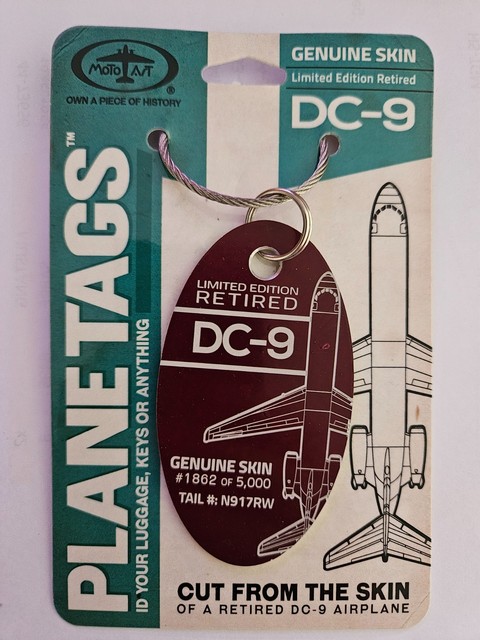 MOTOART
®
OWN A PIECE OF HISTORY
GENUINE SKIN
Limited Edition Retired
DC-9
PLANETAGS™
ID YOUR LUGGAGE, KEYS OR ANYTHING
LIMITED EDITION
RETIRED
DC-9
GENUINE SKIN
#1862 OF 5,000
TAIL #: N917RW
CUT FROM THE SKIN
OF A RETIRED DC-9 AIRPLANE